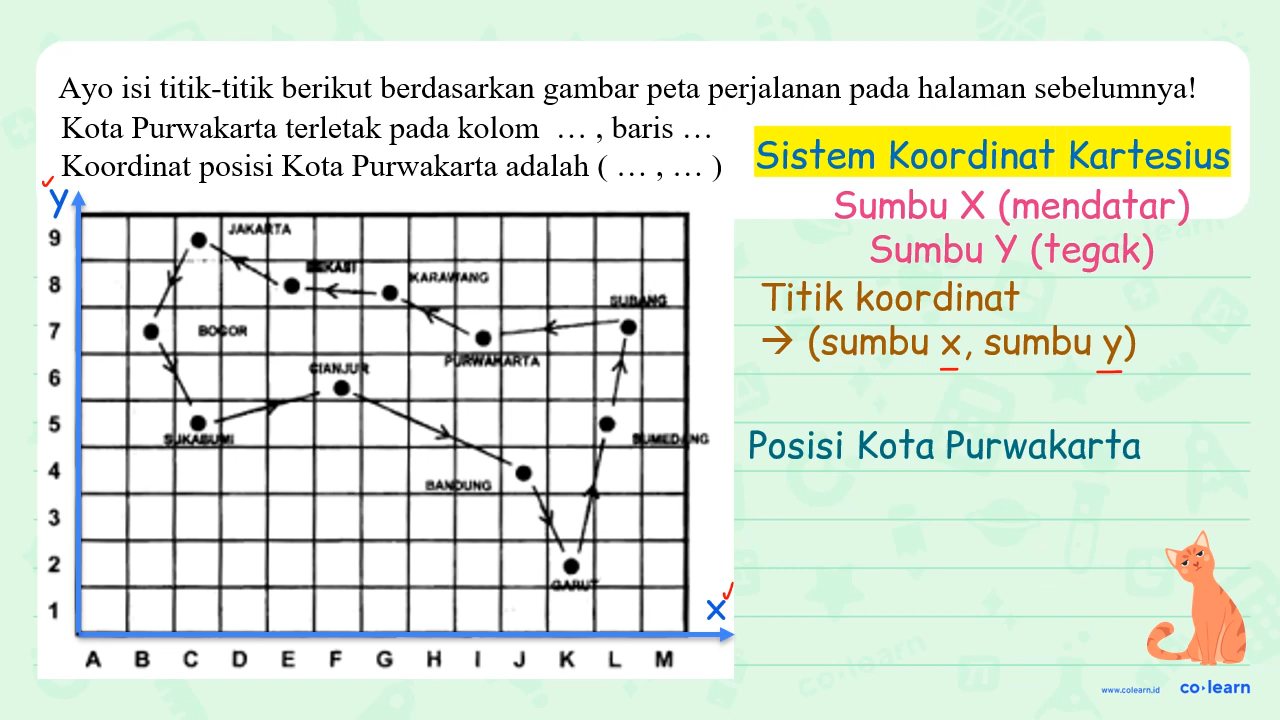 Ayo isi titik-titik berikut berdasarkan gambar peta perjalanan pada halaman sebelumnya!
Kota Purwakarta terletak pada kolom … , baris …
Koordinat posisi Kota Purwakarta adalah ( … , … )
Sistem Koordinat Kartesius
Sumbu X (mendatar)
Sumbu Y (tegak)
Titik koordinat
→ (sumbu x, sumbu y)
Posisi Kota Purwakarta
y
9
8
7
6
5
4
3
2
1
JAKARTA
BEKASI
KARAWANG
SUBANG
BOGOR
PURWAKARTA
CIANJUR
SUKABUMI
SUMEDANG
BANDUNG
GARUT
x
A B C D E F G H I J K L M
www.colearn.id
co·learn
co·learn